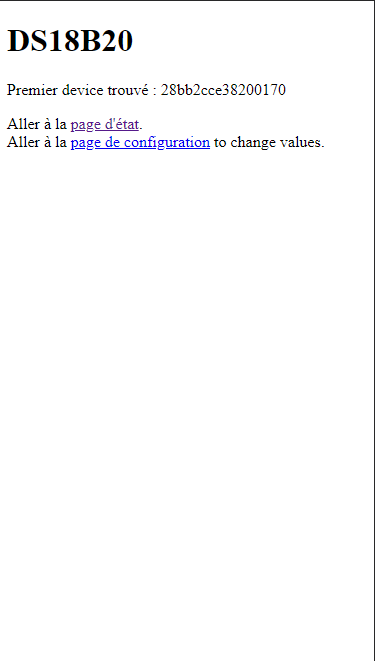 DS18B20
Premier device trouvé : 28bb2cce38200170
Aller à la page d'état.
Aller à la page de configuration to change values.